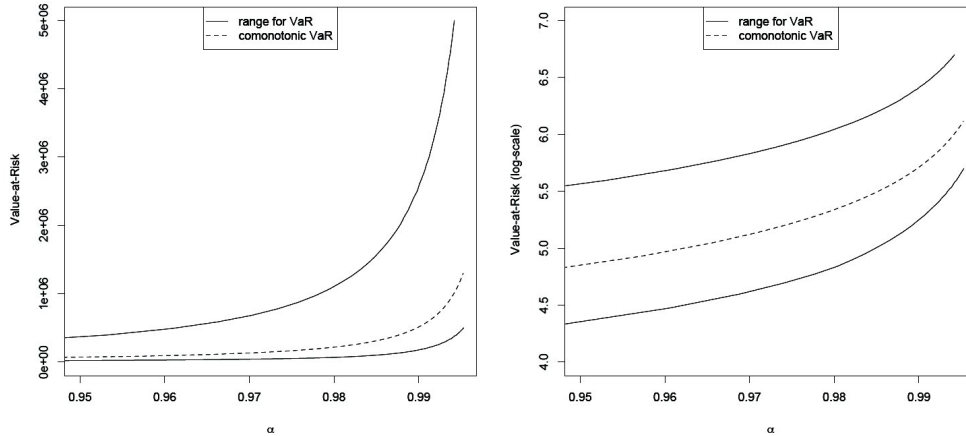 range for VaR
comonotonic VaR
Value-at-Risk
0e+00
1e+06
2e+06
3e+06
4e+06
5e+06
0.95
0.96
0.97
0.98
0.99
α
range for VaR
comonotonic VaR
Value-at-Risk (log-scale)
4.0
4.5
5.0
5.5
6.0
6.5
7.0
0.95
0.96
0.97
0.98
0.99
α